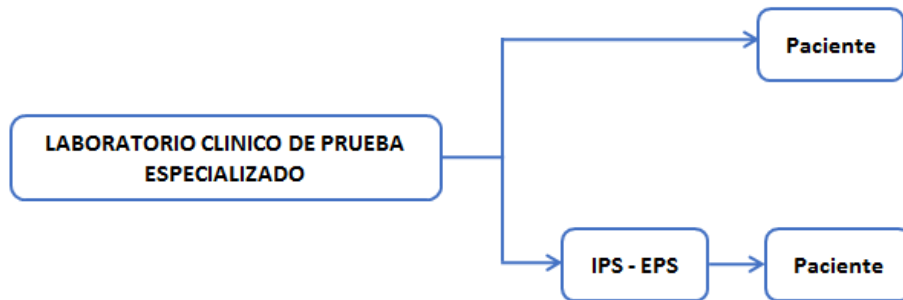 Paciente
LABORATORIO CLINICO DE PRUEBA
ESPECIALIZADO
IPS - EPS
Paciente